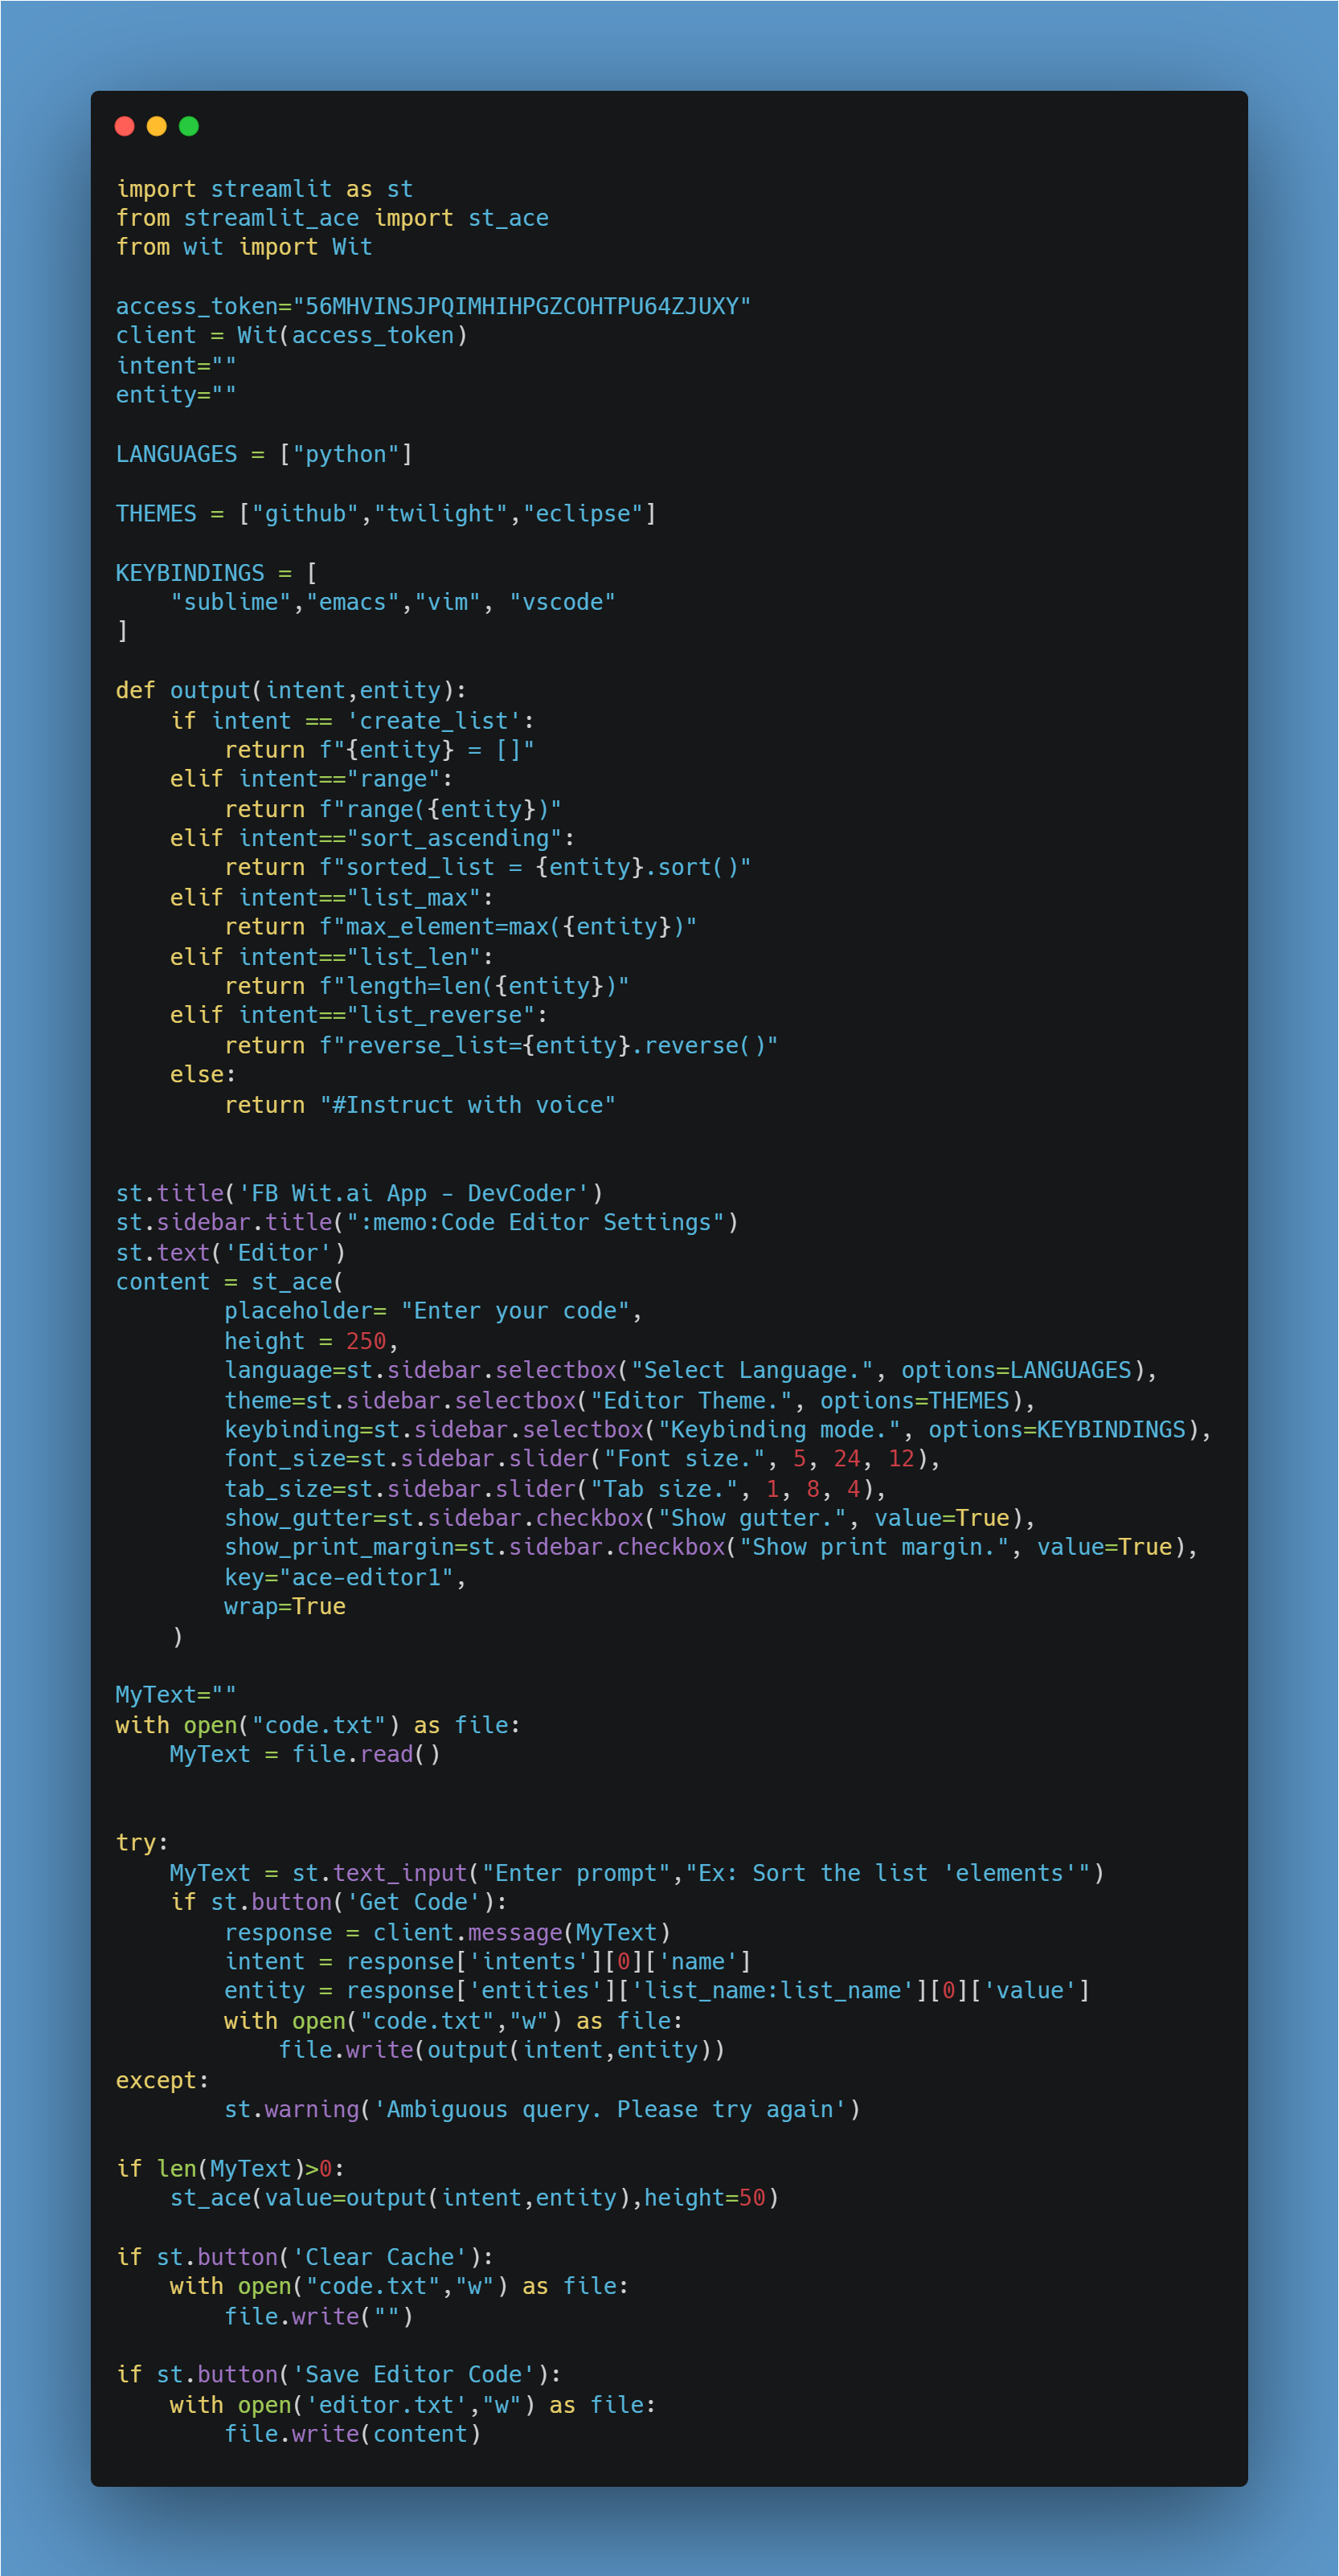 import streamlit as st
from streamlit_ace import st_ace
from wit import Wit

access_token="56MHVINSJPQIMHIHPGZCOHTPU64ZJUXY"
client = Wit(access_token)
intent=""
entity=""

LANGUAGES = ["python"]

THEMES = ["github","twilight","eclipse"]

KEYBINDINGS = [
    "sublime","emacs","vim", "vscode"
]

def output(intent,entity):
    if intent == 'create_list':
        return f"{entity} = []"
    elif intent=="range":
        return f"range({entity})"
    elif intent=="sort_ascending":
        return f"sorted_list = {entity}.sort()"
    elif intent=="list_max":
        return f"max_element=max({entity})"
    elif intent=="list_len":
        return f"length=len({entity})"
    elif intent=="list_reverse":
        return f"reverse_list={entity}.reverse()"
    else:
        return "#Instruct with voice"


st.title('FB Wit.ai App - DevCoder')
st.sidebar.title(":memo:Code Editor Settings")
st.text('Editor')
content = st_ace(
        placeholder= "Enter your code",
        height = 250,
        language=st.sidebar.selectbox("Select Language.", options=LANGUAGES),
        theme=st.sidebar.selectbox("Editor Theme.", options=THEMES),
        keybinding=st.sidebar.selectbox("Keybinding mode.", options=KEYBINDINGS),
        font_size=st.sidebar.slider("Font size.", 5, 24, 12),
        tab_size=st.sidebar.slider("Tab size.", 1, 8, 4),
        show_gutter=st.sidebar.checkbox("Show gutter.", value=True),
        show_print_margin=st.sidebar.checkbox("Show print margin.", value=True),
        key="ace-editor1",
        wrap=True
    )

MyText=""
with open("code.txt") as file:
    MyText = file.read()


try:
    MyText = st.text_input("Enter prompt","Ex: Sort the list 'elements'")
    if st.button('Get Code'):
        response = client.message(MyText)
        intent = response['intents'][0]['name']
        entity = response['entities']['list_name:list_name'][0]['value']
        with open("code.txt","w") as file:
            file.write(output(intent,entity))
except:
        st.warning('Ambiguous query. Please try again')

if len(MyText)>0:
    st_ace(value=output(intent,entity),height=50)

if st.button('Clear Cache'):
    with open("code.txt","w") as file:
        file.write("")

if st.button('Save Editor Code'):
    with open('editor.txt',"w") as file:
        file.write(content)